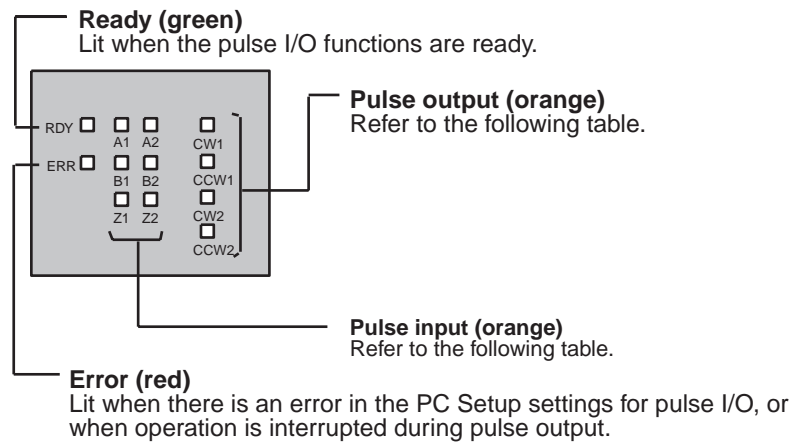 Ready (green)
Lit when the pulse I/O functions are ready.
Pulse output (orange)
Refer to the following table.
RDY
A1 A2
CW1
ERR
B1 B2
CCW1
Z1 Z2
CW2
CCW2
Pulse input (orange)
Refer to the following table.
Error (red)
Lit when there is an error in the PC Setup settings for pulse I/O, or
when operation is interrupted during pulse output.